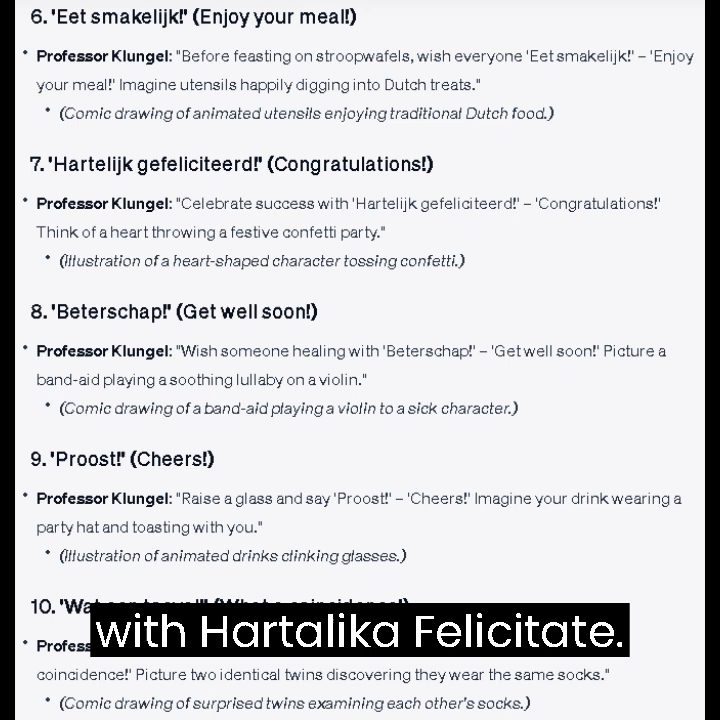 6. 'Eet smakelijk!' (Enjoy your meal!)
• Professor Klungel: "Before feasting on stroopwafels, wish everyone 'Eet smakelijk!' – 'Enjoy
your meal!' Imagine utensils happily digging into Dutch treats."
• (Comic drawing of animated utensils enjoying traditional Dutch food.)
7. 'Hartelijk gefeliciteerd!' (Congratulations!)
• Professor Klungel: "Celebrate success with 'Hartelijk gefeliciteerd!' – 'Congratulations!'
Think of a heart throwing a festive confetti party."
• (Illustration of a heart-shaped character tossing confetti.)
8. 'Beterschap!' (Get well soon!)
• Professor Klungel: "Wish someone healing with 'Beterschap!' – 'Get well soon!' Picture a
band-aid playing a soothing lullaby on a violin."
• (Comic drawing of a band-aid playing a violin to a sick character.)
9. 'Proost!' (Cheers!)
• Professor Klungel: "Raise a glass and say 'Proost!' – 'Cheers!' Imagine your drink wearing a
party hat and toasting with you."
• (Illustration of animated drinks clinking glasses.)
10.
with Hartalika Felicitate.
coincidence!' Picture two identical twins discovering they wear the same socks."
• (Comic drawing of surprised twins examining each other's socks.)